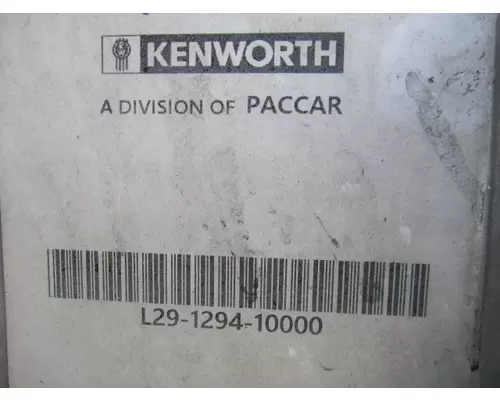 KENWORTH
A DIVISION OF PACCAR
L29-1294-10000